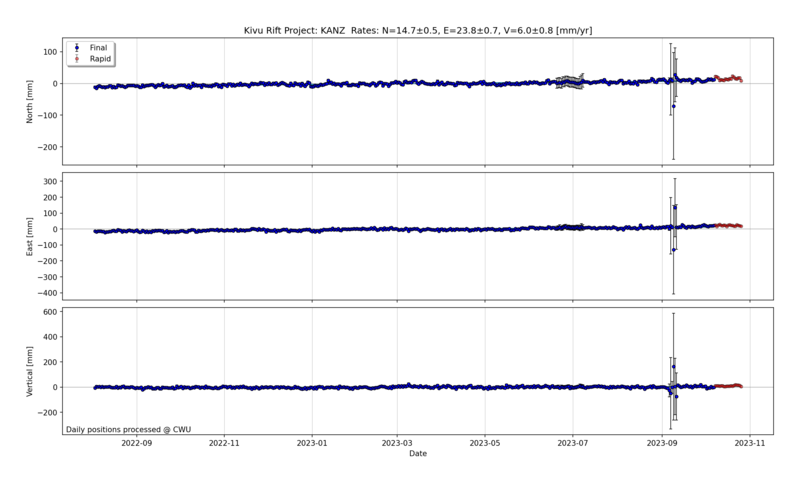 Kivu Rift Project: KANZ Rates: N=14.7±0.5, E=23.8±0.7, V=6.0±0.8 [mm/yr]
Final
Rapid
100
0
−100
−200
North [mm]
300
200
100
0
−100
−200
−300
−400
East [mm]
600
400
200
0
−200
Vertical [mm]
Daily positions processed @ CWU
2022-09 2022-11 2023-01 2023-03 2023-05 2023-07 2023-09 2023-11
Date